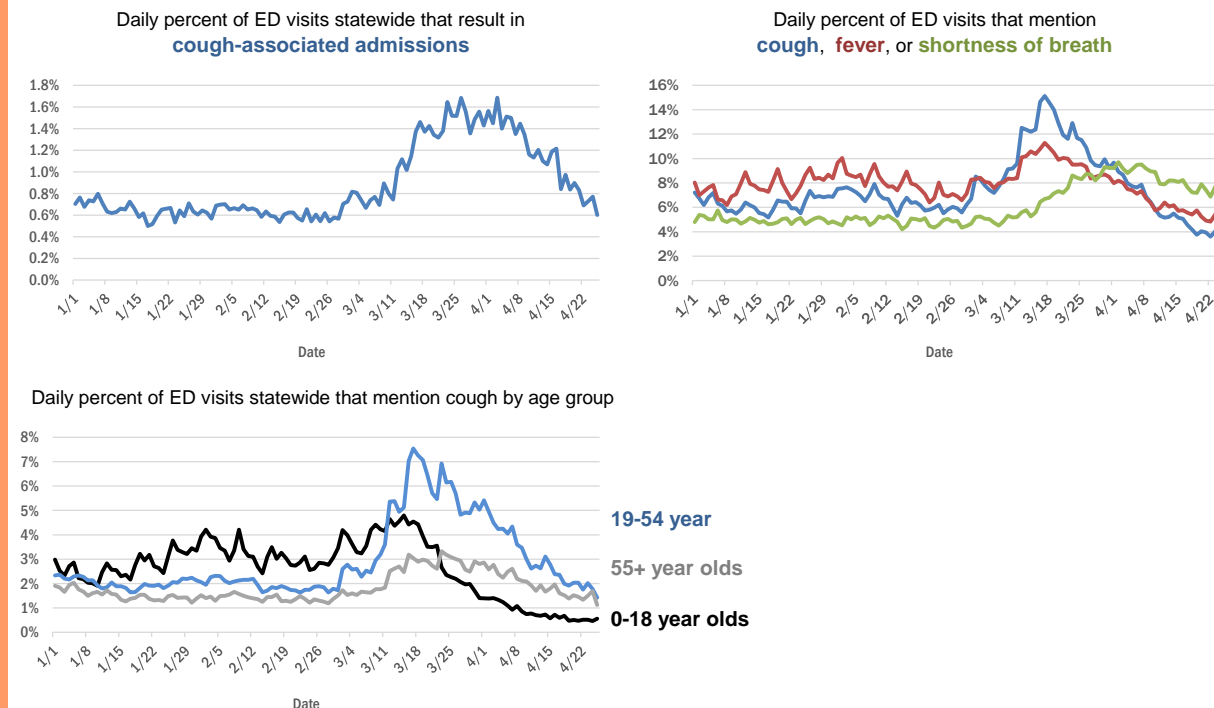 Daily percent of ED visits statewide that result in
cough-associated admissions
1.8%
1.6%
1.4%
1.2%
1.0%
0.8%
0.6%
0.4%
0.2%
0.0%
1/1 1/8 1/15 1/22 1/29 2/5 2/12 2/19 2/26 3/4 3/11 3/18 3/25 4/1 4/8 4/15 4/22
Date
Daily percent of ED visits that mention
cough, fever, or shortness of breath
16%
14%
12%
10%
8%
6%
4%
2%
0%
1/1 1/8 1/15 1/22 1/29 2/5 2/12 2/19 2/26 3/4 3/11 3/18 3/25 4/1 4/8 4/15 4/22
Date
Daily percent of ED visits statewide that mention cough by age group
8%
7%
6%
5%
4%
3%
2%
1%
0%
1/1 1/8 1/15 1/22 1/29 2/5 2/12 2/19 2/26 3/4 3/11 3/18 3/25 4/1 4/8 4/15 4/22
Date
19-54 year
55+ year olds
0-18 year olds